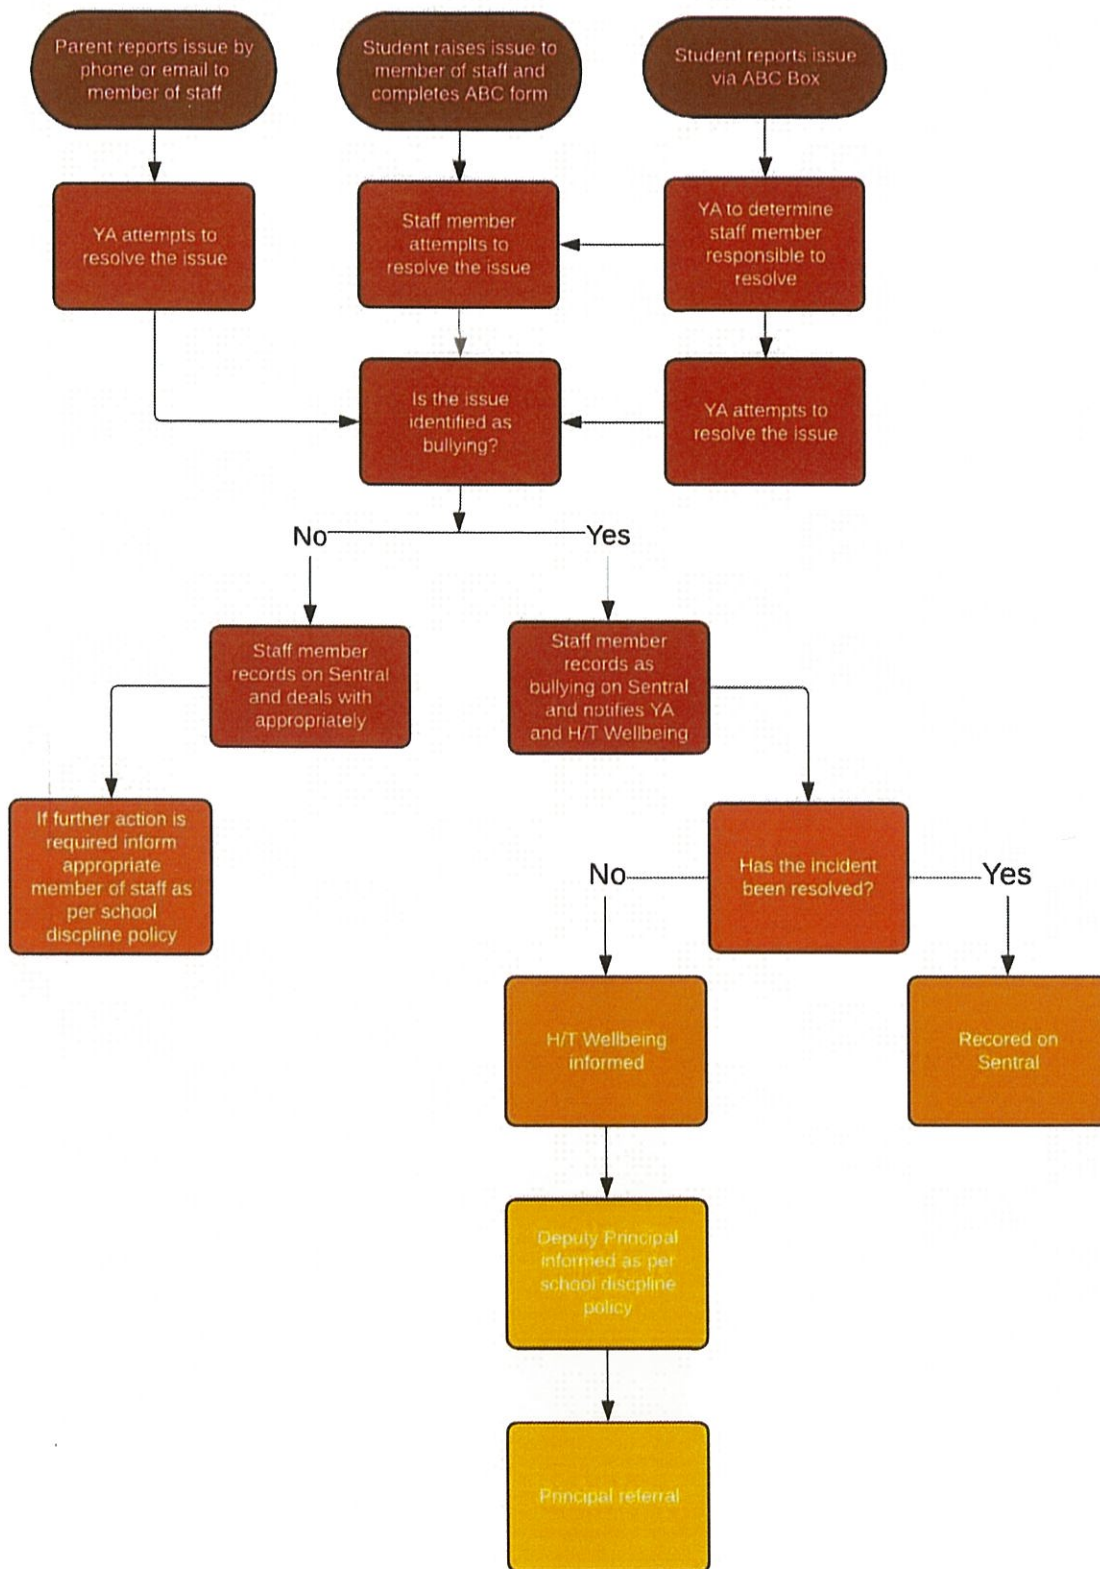 Parent reports issue by
phone or email to
member of staff
Student raises issue to
member of staff and
completes ABC form
Student reports issue
via ABC Box
YA attempts to
resolve the issue
Staff member
attemplts to
resolve the issue
YA to determine
staff member
responsible to
resolve
Is the issue
identified as
bullying?
YA attempts to
resolve the issue
No
Yes
Staff member
records on Sentral
and deals with
appropriately
Staff member
records as
bullying on Sentral
and notifies YA
and H/T Wellbeing
If further action is
required inform
appropriate
member of staff as
per school
discpline policy
Has the incident
been resolved?
No
Yes
H/T Wellbeing
informed
Recored on
Sentral
Deputy Principal
informed as per
school discpline
policy
Principal referral